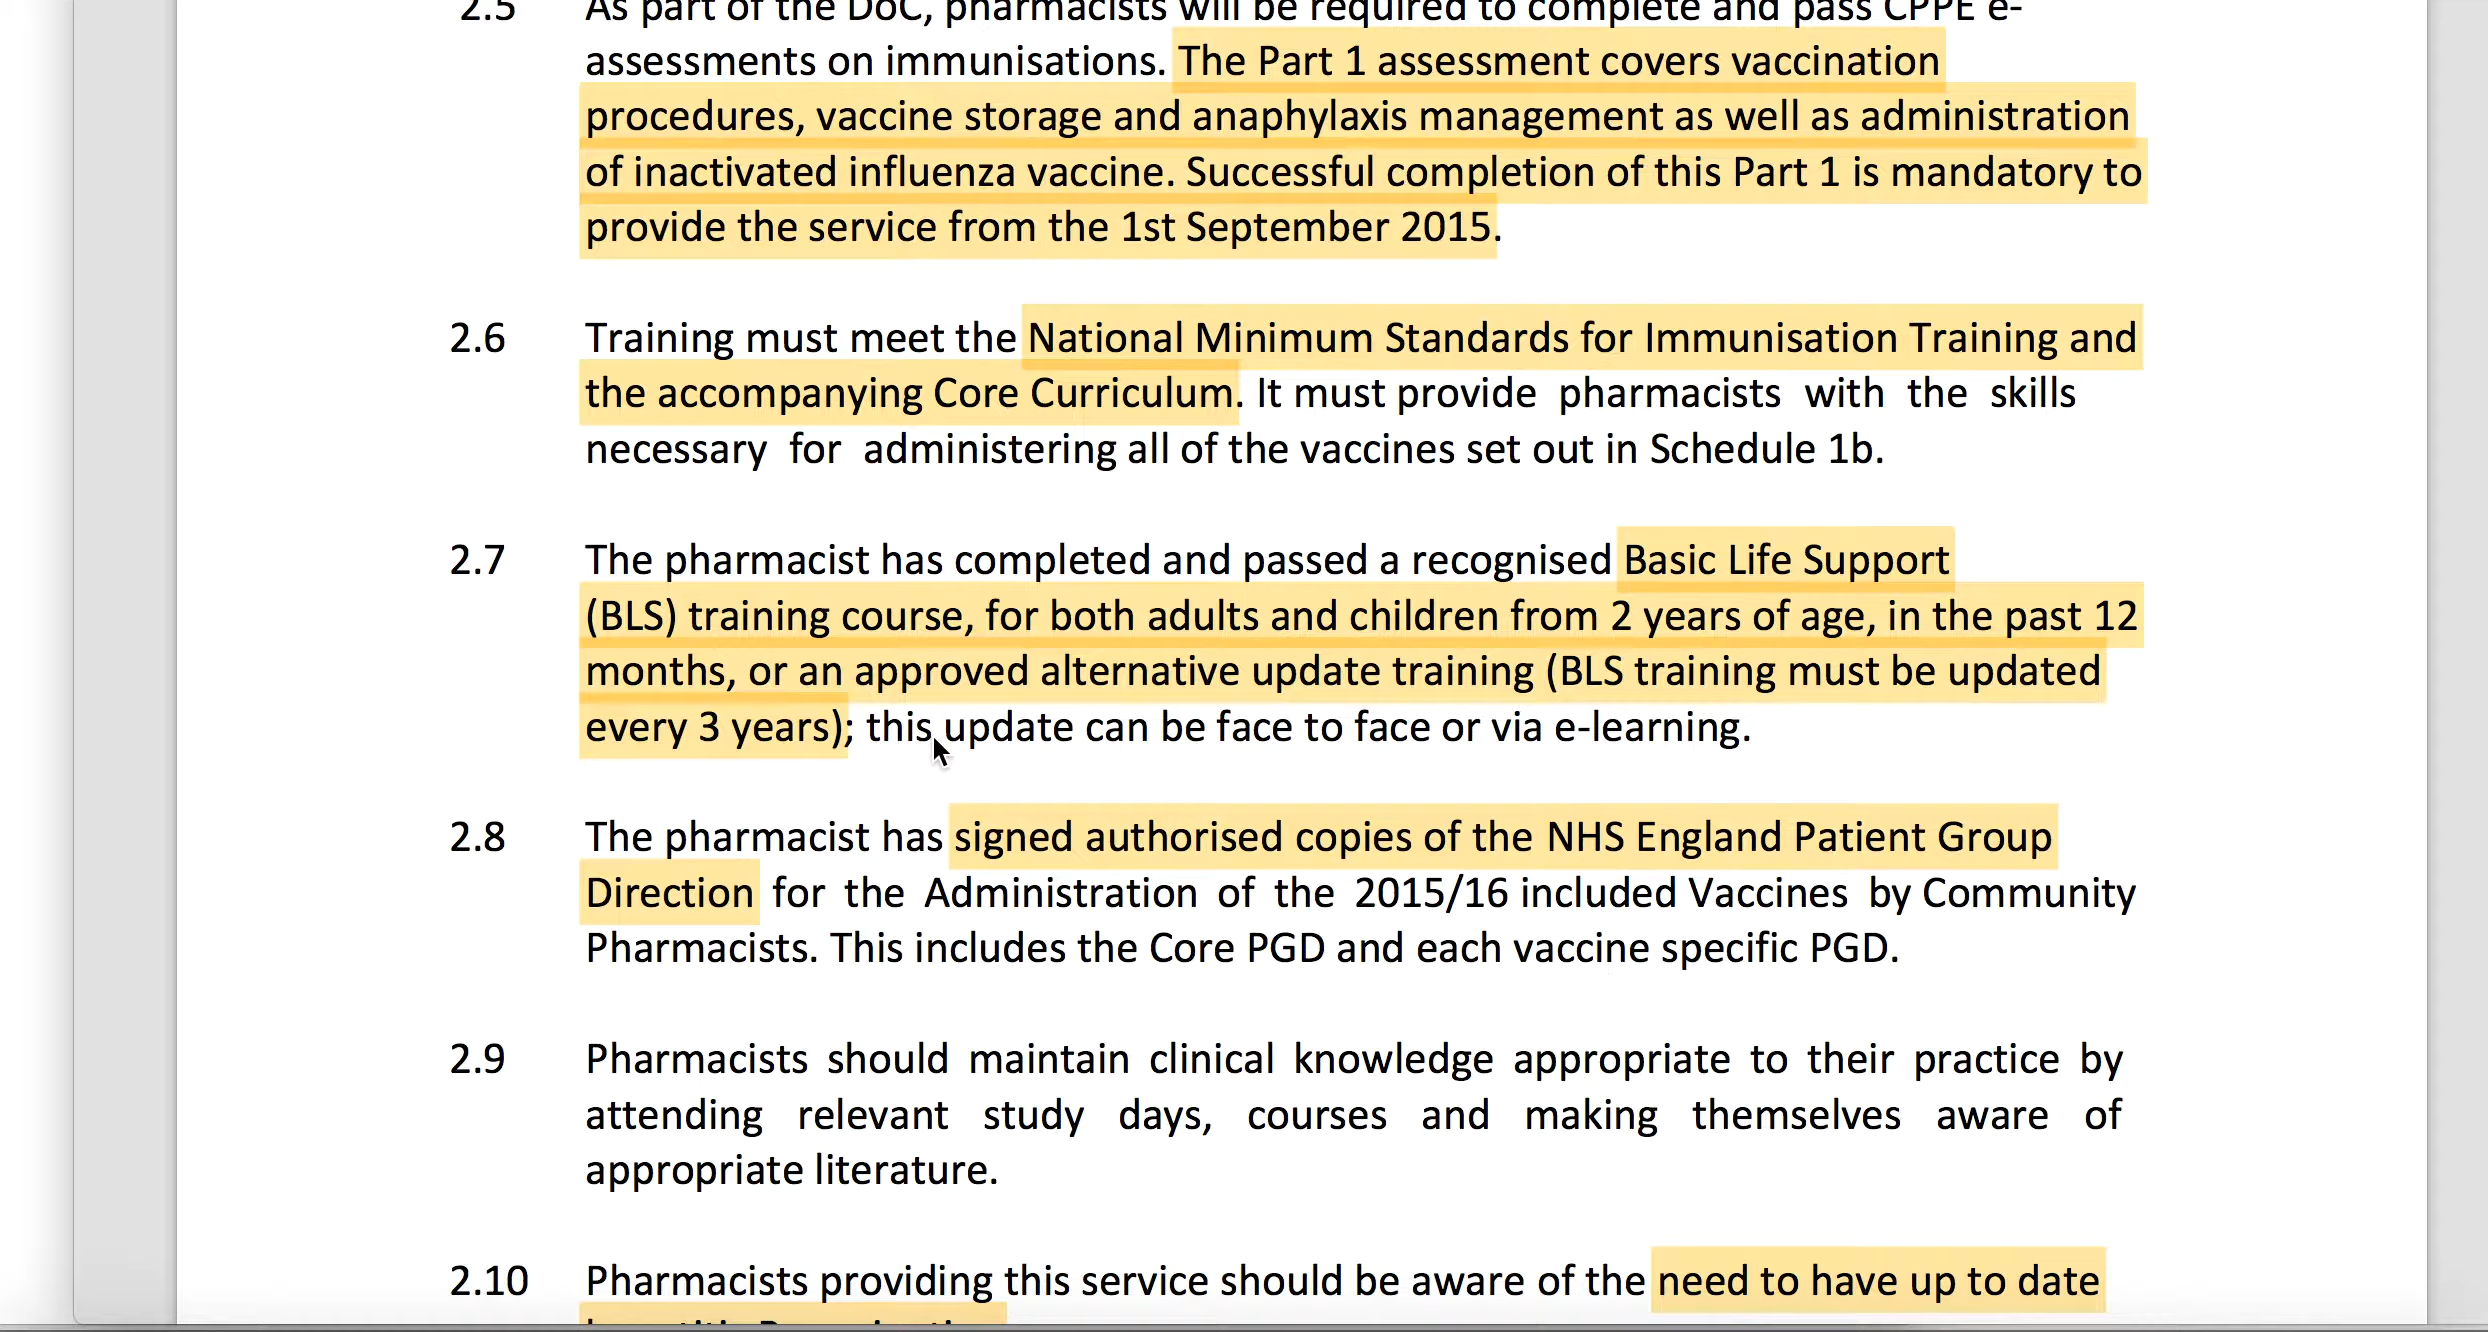 2.5 As part of the DoC, pharmacists will be required to complete and pass CPPE e-
assessments on immunisations. The Part 1 assessment covers vaccination
procedures, vaccine storage and anaphylaxis management as well as administration
of inactivated influenza vaccine. Successful completion of this Part 1 is mandatory to
provide the service from the 1st September 2015.
2.6 Training must meet the National Minimum Standards for Immunisation Training and
the accompanying Core Curriculum. It must provide pharmacists with the skills
necessary for administering all of the vaccines set out in Schedule 1b.
2.7 The pharmacist has completed and passed a recognised Basic Life Support
(BLS) training course, for both adults and children from 2 years of age, in the past 12
months, or an approved alternative update training (BLS training must be updated
every 3 years); this update can be face to face or via e-learning.
2.8 The pharmacist has signed authorised copies of the NHS England Patient Group
Direction for the Administration of the 2015/16 included Vaccines by Community
Pharmacists. This includes the Core PGD and each vaccine specific PGD.
2.9 Pharmacists should maintain clinical knowledge appropriate to their practice by
attending relevant study days, courses and making themselves aware of
appropriate literature.
2.10 Pharmacists providing this service should be aware of the need to have up to date